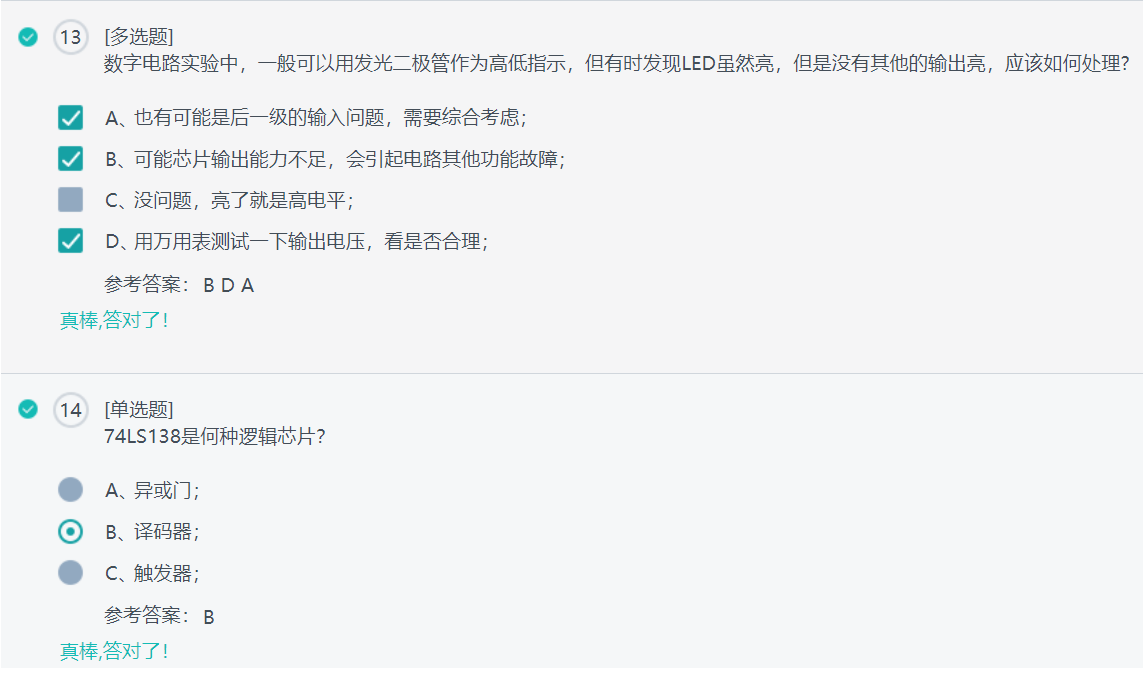 13 [多选题]
数字电路实验中，一般可以用发光二极管作为高低指示，但有时发现LED虽然亮，但是没有其他的输出亮，应该如何处理?
A、也有可能是后一级的输入问题，需要综合考虑；
B、可能芯片输出能力不足，会引起电路其他功能故障；
C、没问题，亮了就是高电平；
D、用万用表测试一下输出电压，看是否合理；
参考答案： B D A
真棒,答对了!
14 [单选题]
74LS138是何种逻辑芯片?
A、异或门；
B、译码器；
C、触发器；
参考答案： B
真棒,答对了!